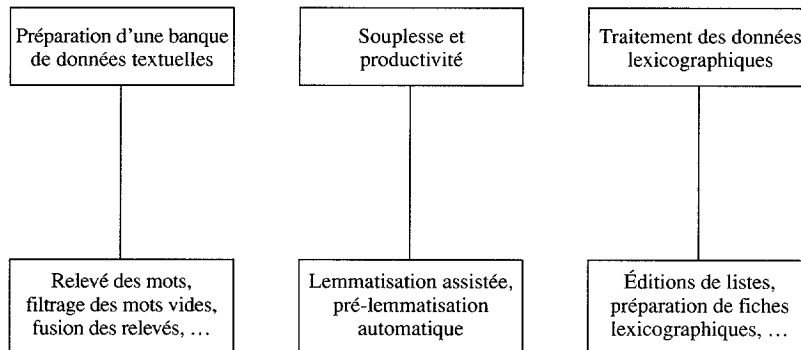 Préparation d'une banque
de données textuelles
Souplesse et
productivité
Traitement des données
lexicographiques
Relevé des mots,
filtrage des mots vides,
fusion des relevés, …
Lemmatisation assistée,
pré-lemmatisation
automatique
Éditions de listes,
préparation de fiches
lexicographiques, …